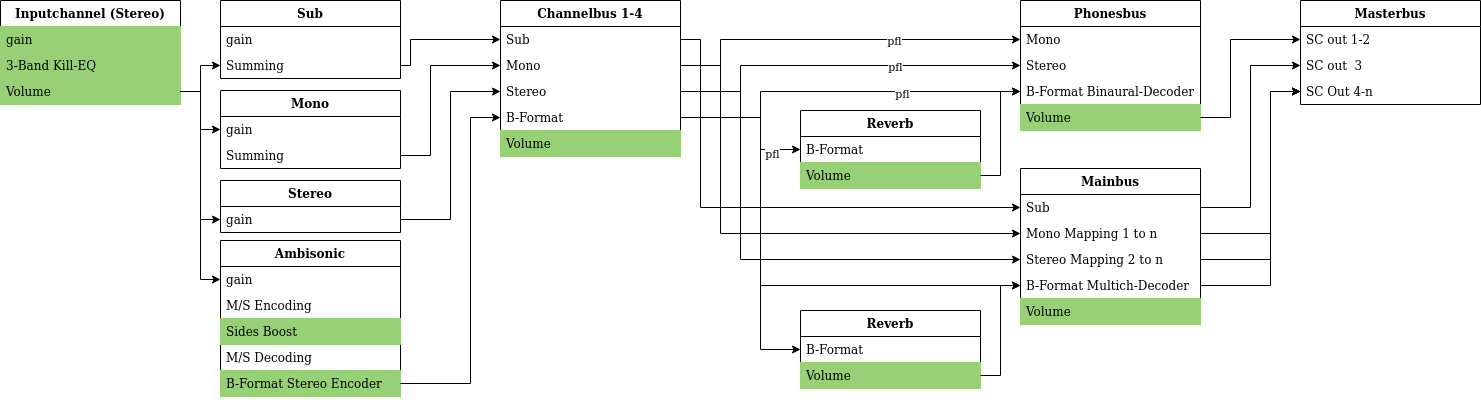 Inputchannel (Stereo)
gain
3-Band Kill-EQ
Volume
Sub
gain
Summing
Mono
gain
Summing
Stereo
gain
Ambisonic
gain
M/S Encoding
Sides Boost
M/S Decoding
B-Format Stereo Encoder
Channelbus 1-4
Sub
Mono
Stereo
B-Format
Volume
pfl
pfl
pfl
pfl
Reverb
B-Format
Volume
Reverb
B-Format
Volume
Phonesbus
Mono
Stereo
B-Format Binaural-Decoder
Volume
Mainbus
Sub
Mono Mapping 1 to n
Stereo Mapping 2 to n
B-Format Multich-Decoder
Volume
Masterbus
SC out 1-2
SC out  3
SC Out 4-n